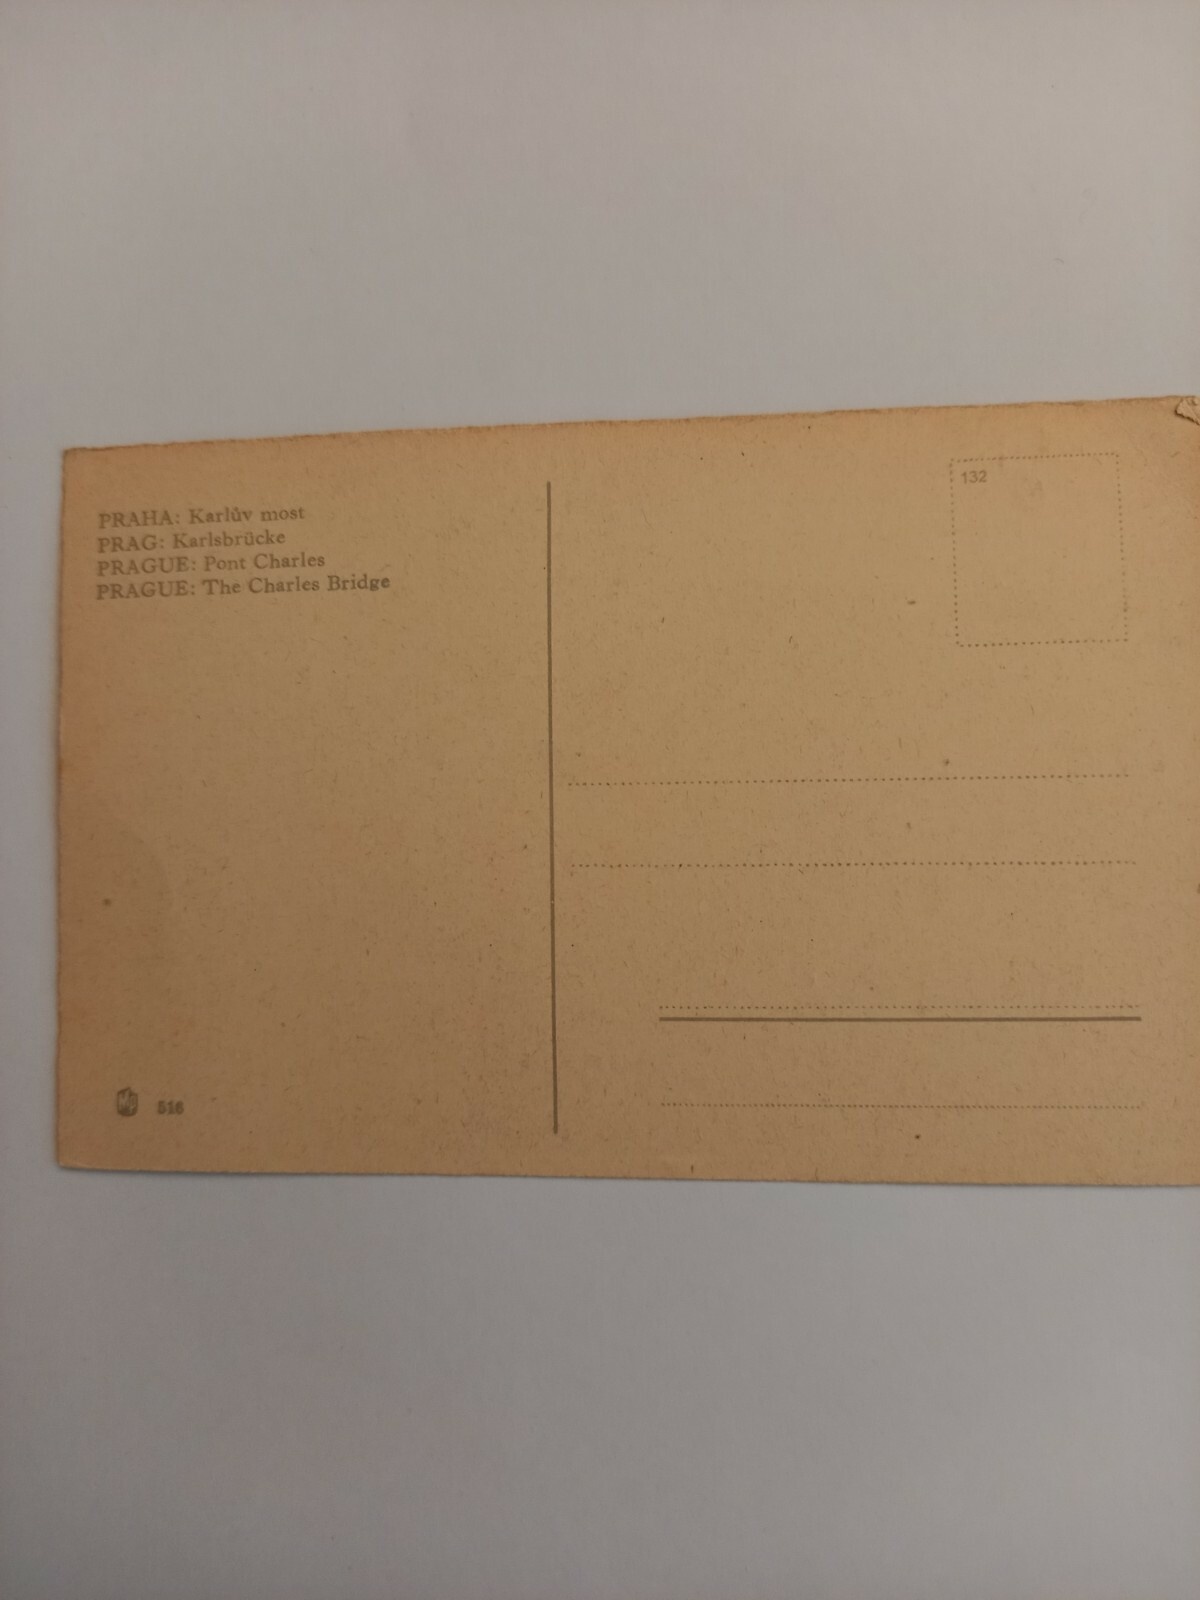 PRAHA: Karlův most
PRAG: Karlsbrücke
PRAGUE: Pont Charles
PRAGUE: The Charles Bridge
132
516